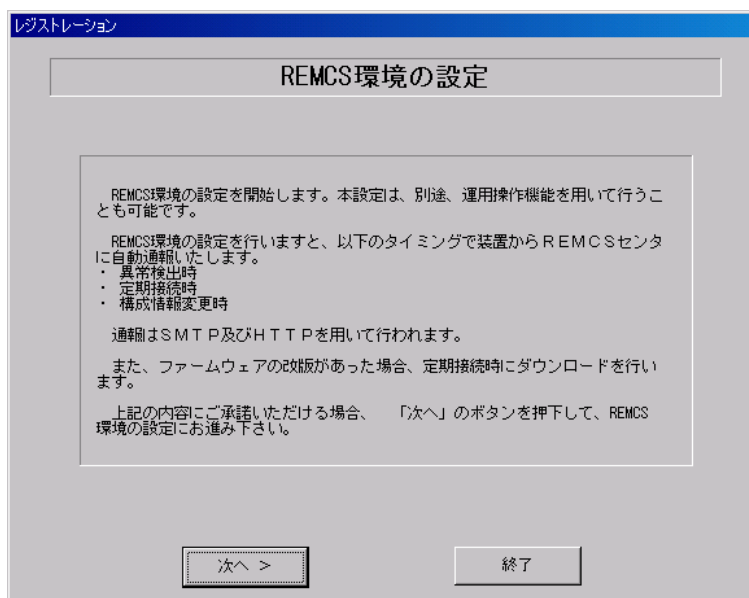 レジストレーション
REMCS環境の設定
REMCS環境の設定を開始します。本設定は、別途、運用操作機能を用いて行うこ
とも可能です。
REMCS環境の設定を行いますと、以下のタイミングで装置からＲＥＭＣＳセンタ
に自動通報いたします。
・ 異常検出時
・ 定期接続時
・ 構成情報変更時
通報はＳＭＴＰ及びＨＴＴＰを用いて行われます。
また、ファームウェアの改版があった場合、定期接続時にダウンロードを行い
ます。
上記の内容にご承諾いただける場合、 「次へ」のボタンを押下して、REMCS
環境の設定にお進み下さい。
次へ ＞
終了